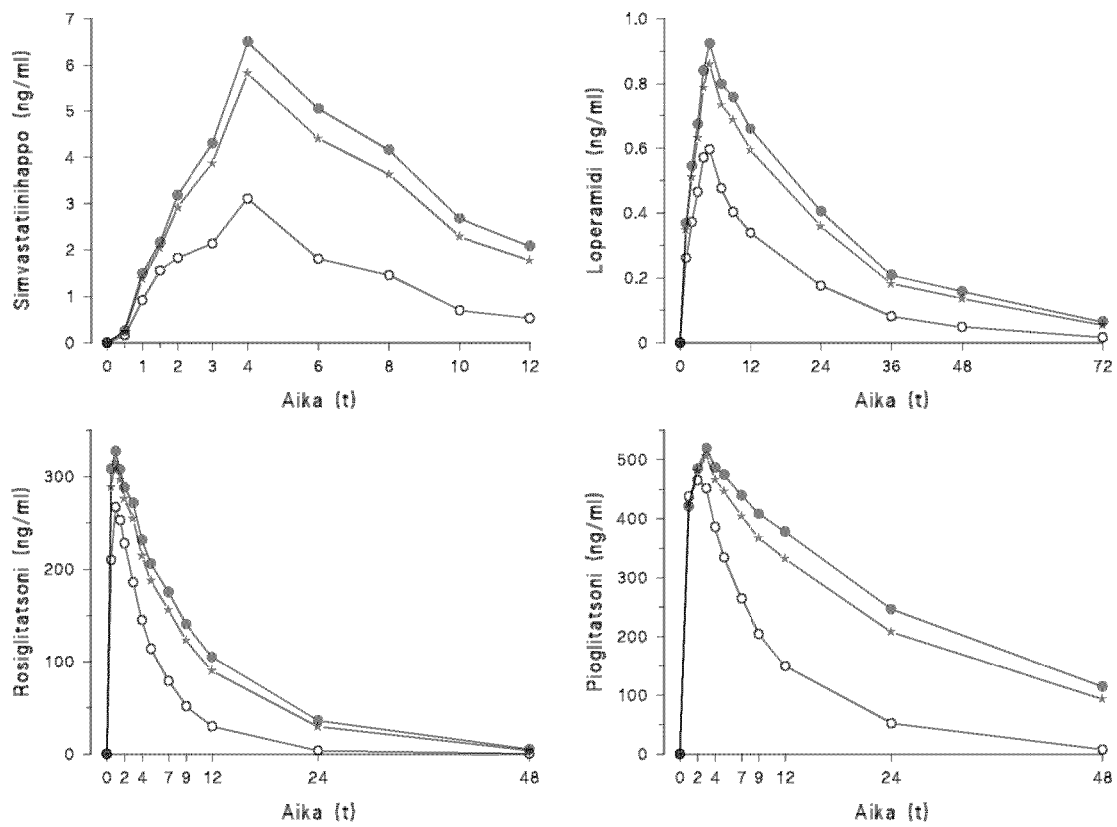 Simvastatiinihappo (ng/ml)
7
6
5
4
3
2
1
0
0 1 2 3 4 6 8 10 12
Aika (t)
Loperamidi (ng/ml)
1.0
0.8
0.6
0.4
0.2
0.0
0 12 24 36 48 72
Aika (t)
Rosiglitatsoni (ng/ml)
300
200
100
0
0 2 4 7 9 12 24 48
Aika (t)
Pioglitatsoni (ng/ml)
500
400
300
200
100
0
0 2 4 7 9 12 24 48
Aika (t)